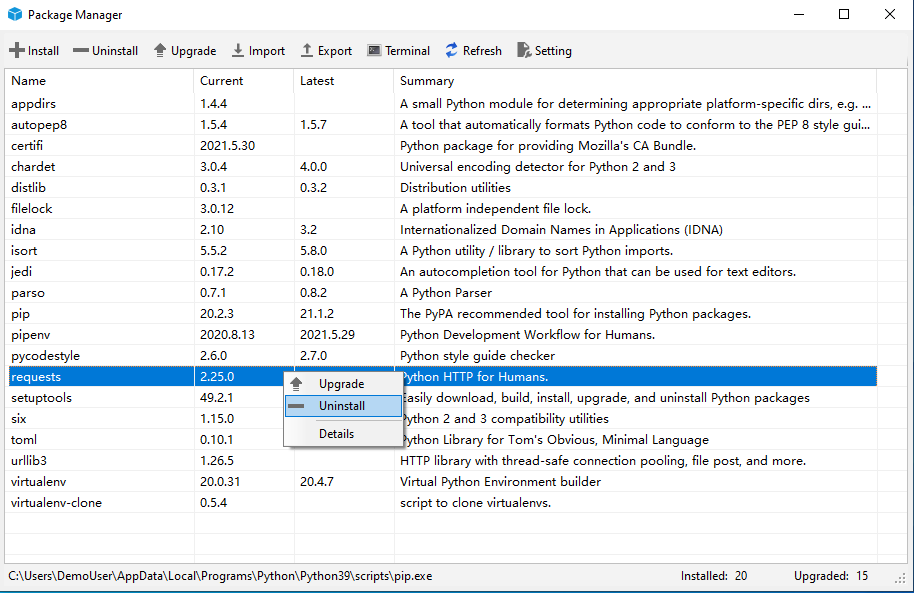 Package Manager
Install Uninstall Upgrade Import Export Terminal Refresh Setting
Name Current Latest Summary
appdirs 1.4.4 A small Python module for determining appropriate platform-specific dirs, e.g. ...
autopep8 1.5.4 1.5.7 A tool that automatically formats Python code to conform to the PEP 8 style gui...
certifi 2021.5.30 Python package for providing Mozilla's CA Bundle.
chardet 3.0.4 4.0.0 Universal encoding detector for Python 2 and 3
distlib 0.3.1 0.3.2 Distribution utilities
filelock 3.0.12 A platform independent file lock.
idna 2.10 3.2 Internationalized Domain Names in Applications (IDNA)
isort 5.5.2 5.8.0 A Python utility / library to sort Python imports.
jedi 0.17.2 0.18.0 An autocompletion tool for Python that can be used for text editors.
parso 0.7.1 0.8.2 A Python Parser
pip 20.2.3 21.1.2 The PyPA recommended tool for installing Python packages.
pipenv 2020.8.13 2021.5.29 Python Development Workflow for Humans.
pycodestyle 2.6.0 2.7.0 Python style guide checker
requests 2.25.0 Python HTTP for Humans.
Upgrade
setuptools 49.2.1 Easily download, build, install, upgrade, and uninstall Python packages
Uninstall
six 1.15.0 Python 2 and 3 compatibility utilities
Details
toml 0.10.1 Python Library for Tom's Obvious, Minimal Language
urllib3 1.26.5 HTTP library with thread-safe connection pooling, file post, and more.
virtualenv 20.0.31 20.4.7 Virtual Python Environment builder
virtualenv-clone 0.5.4 script to clone virtualenvs.
C:\Users\DemoUser\AppData\Local\Programs\Python\Python39\scripts\pip.exe Installed: 20 Upgraded: 15